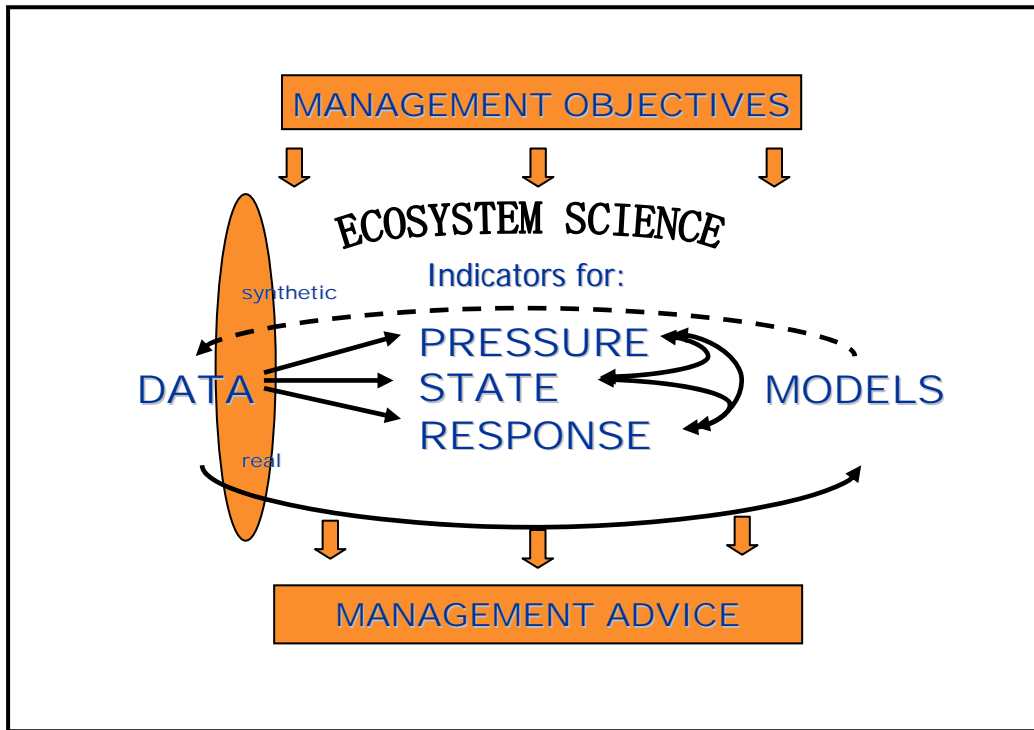 MANAGEMENT OBJECTIVES
ECOSYSTEM SCIENCE
Indicators for:
synthetic
PRESSURE
DATA
STATE
MODELS
RESPONSE
real
MANAGEMENT ADVICE